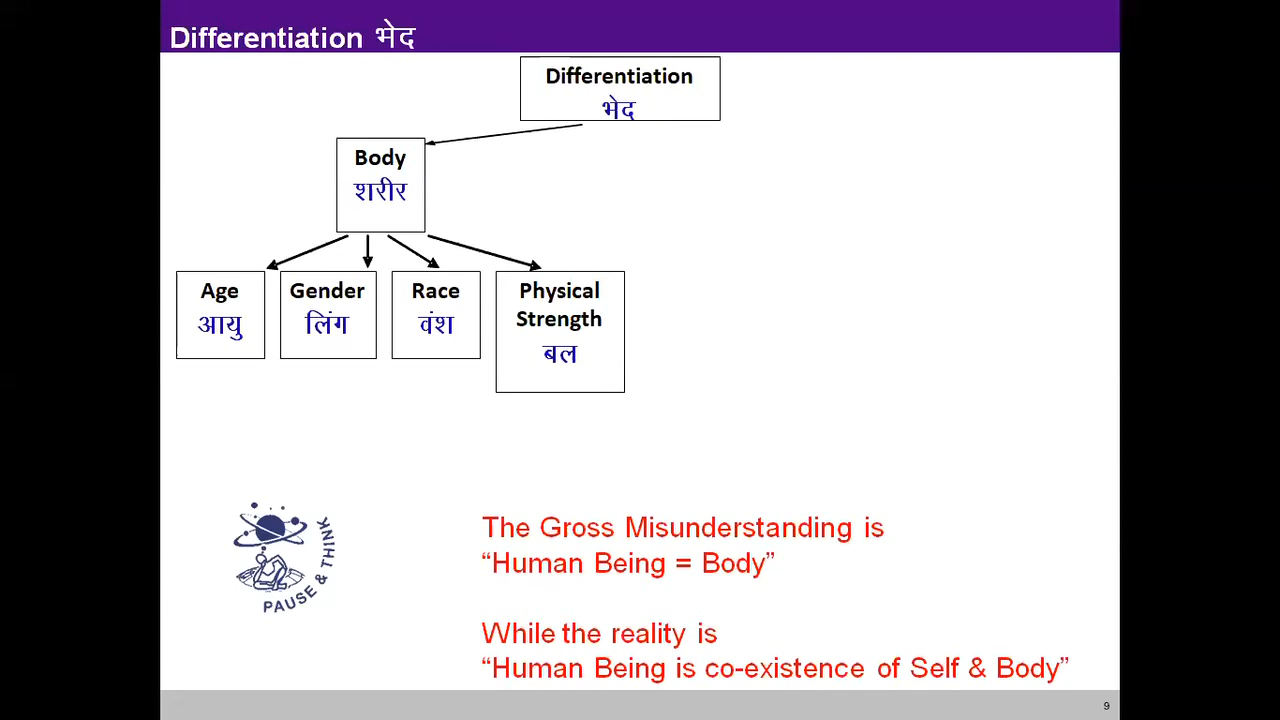 Differentiation भेद
Differentiation
भेद
Body
शरीर
Age
आयु
Gender
लिंग
Race
वंश
Physical
Strength
बल
PAUSE & THINK
The Gross Misunderstanding is
“Human Being = Body”
While the reality is
“Human Being is co-existence of Self & Body”
9